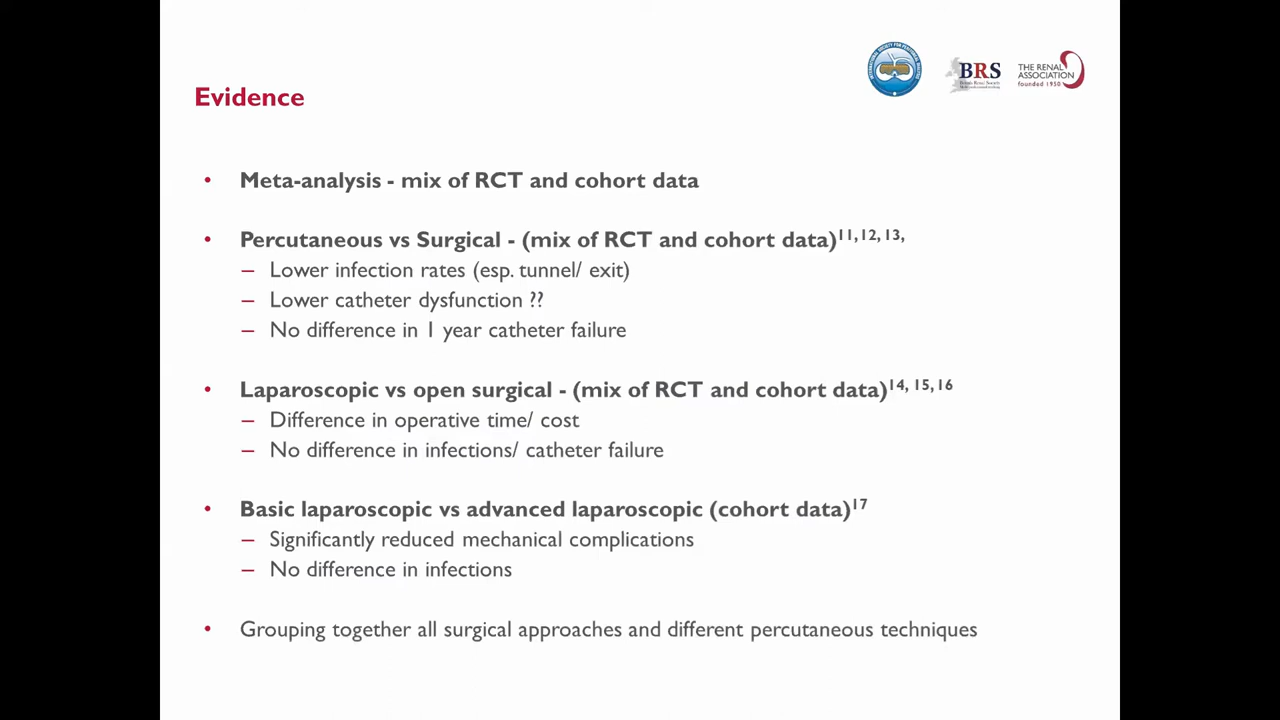 BRS
THE RENAL
ASSOCIATION
founded 1950
Evidence
• Meta-analysis - mix of RCT and cohort data
• Percutaneous vs Surgical - (mix of RCT and cohort data)11,12,13,
– Lower infection rates (esp. tunnel/ exit)
– Lower catheter dysfunction ??
– No difference in 1 year catheter failure
• Laparoscopic vs open surgical - (mix of RCT and cohort data)14, 15, 16
– Difference in operative time/ cost
– No difference in infections/ catheter failure
• Basic laparoscopic vs advanced laparoscopic (cohort data)17
– Significantly reduced mechanical complications
– No difference in infections
• Grouping together all surgical approaches and different percutaneous techniques